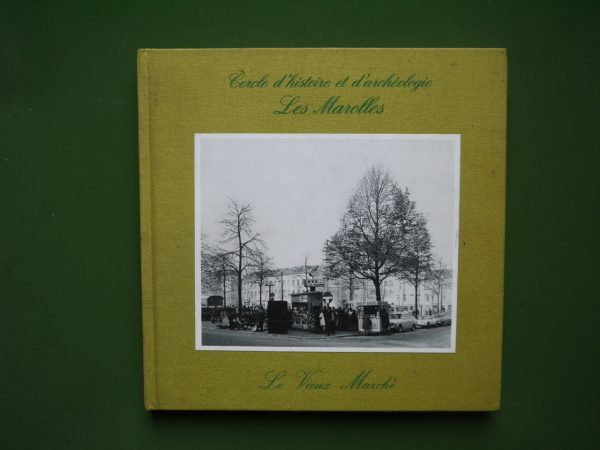 Cercle d'histoire et d'archéologie
Les Marolles
Le Vieux Marché